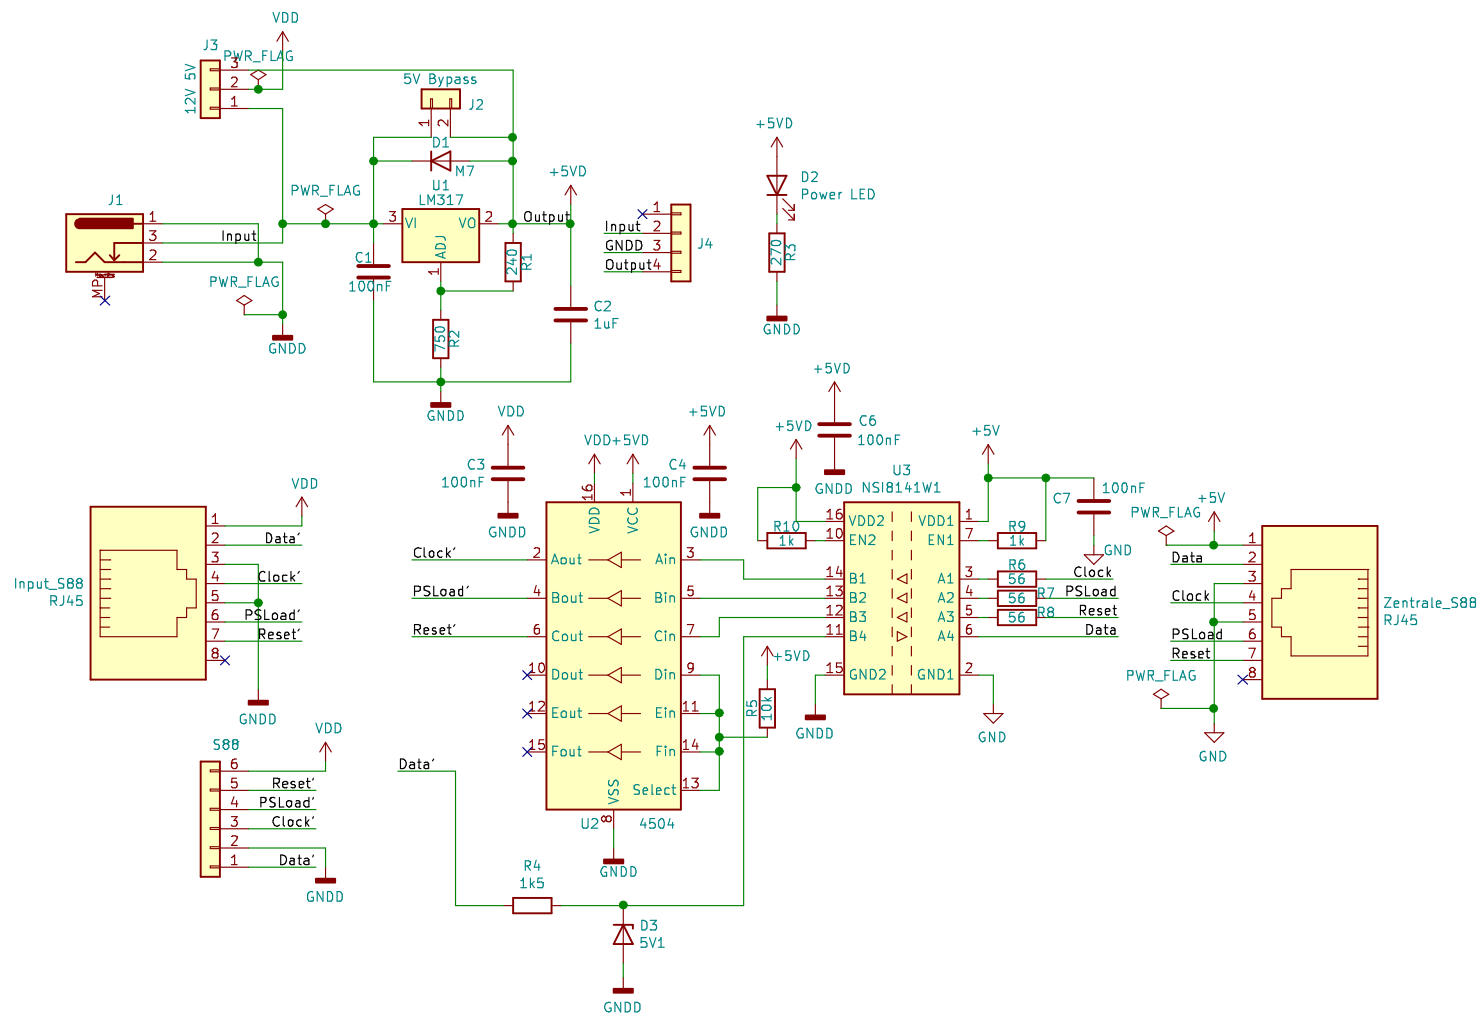 VDD
J3
PWR_FLAG
12V 5V
3
2
1
5V Bypass
J2
1
2
D1
M7
U1
LM317
3
VI
VO
2
ADJ
1
+5VD
Output
PWR_FLAG
J1
1
3
2
Input
MP
PWR_FLAG
GNDD
C1
100nF
240
R1
750
R2
C2
1uF
GNDD
1
Input
2
GNDD
3
Output
4
J4
+5VD
D2
Power LED
270
R3
GNDD
VDD
C3
100nF
GNDD
VDD
+5VD
+5VD
C4
100nF
GNDD
+5VD
C6
100nF
GNDD
+5VD
R10
1k
U3
NSI8141W1
16
VDD2
10
EN2
14
B1
13
B2
12
B3
11
B4
15
GND2
VDD1
1
EN1
7
A1
3
A2
4
A3
5
A4
6
GND1
2
GNDD
GND
+5V
R9
1k
C7
100nF
GND
R6
56
Clock
56
R7
PSLoad
56
R8
Reset
Data
Input_S88
RJ45
1
2
3
4
5
6
7
8
VDD
Data'
Clock'
PSLoad'
Reset'
GNDD
Clock'
PSLoad'
Reset'
2
4
6
10
12
15
Aout
Bout
Cout
Dout
Eout
Fout
16
VDD
1
VCC
Ain
Bin
Cin
Din
Ein
Fin
Select
3
5
7
9
11
14
13
VSS
8
U2
4504
GNDD
+5VD
R5
10k
+5V
PWR_FLAG
1
Data
2
3
Clock
4
5
PSLoad
6
Reset
7
8
PWR_FLAG
GND
Zentrale_S88
RJ45
S88
6
5
4
3
2
1
VDD
Reset'
PSLoad'
Clock'
Data'
GNDD
Data'
R4
1k5
D3
5V1
GNDD